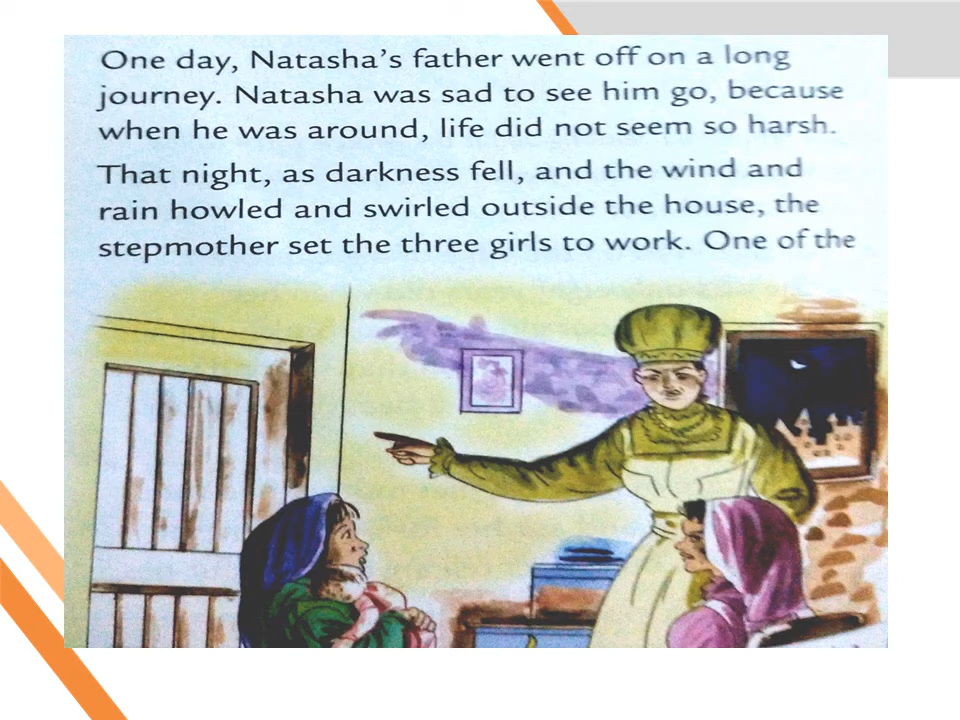 One day, Natasha's father went off on a long
journey. Natasha was sad to see him go, because
when he was around, life did not seem so harsh.
That night, as darkness fell, and the wind and
rain howled and swirled outside the house, the
stepmother set the three girls to work. One of the